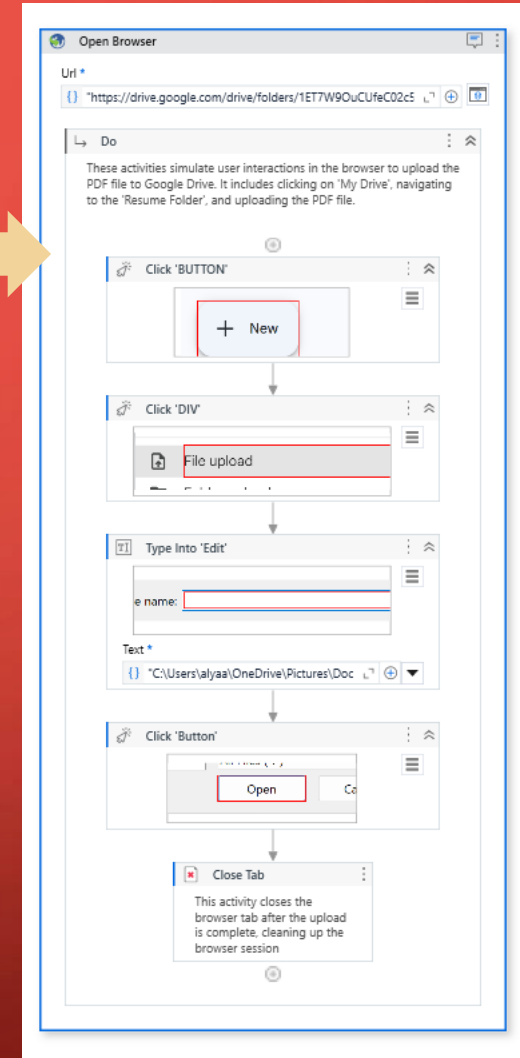 Open Browser
Url *
"https://drive.google.com/drive/folders/1ET7W9OuCUfeC02c5
Do
These activities simulate user interactions in the browser to upload the
PDF file to Google Drive. It includes clicking on 'My Drive', navigating
to the 'Resume Folder', and uploading the PDF file.
Click 'BUTTON'
+ New
Click 'DIV'
File upload
Type Into 'Edit'
e name:
Text *
"C:\Users\alyaa\OneDrive\Pictures\Doc
Click 'Button'
Open Ca
Close Tab
This activity closes the
browser tab after the upload
is complete, cleaning up the
browser session